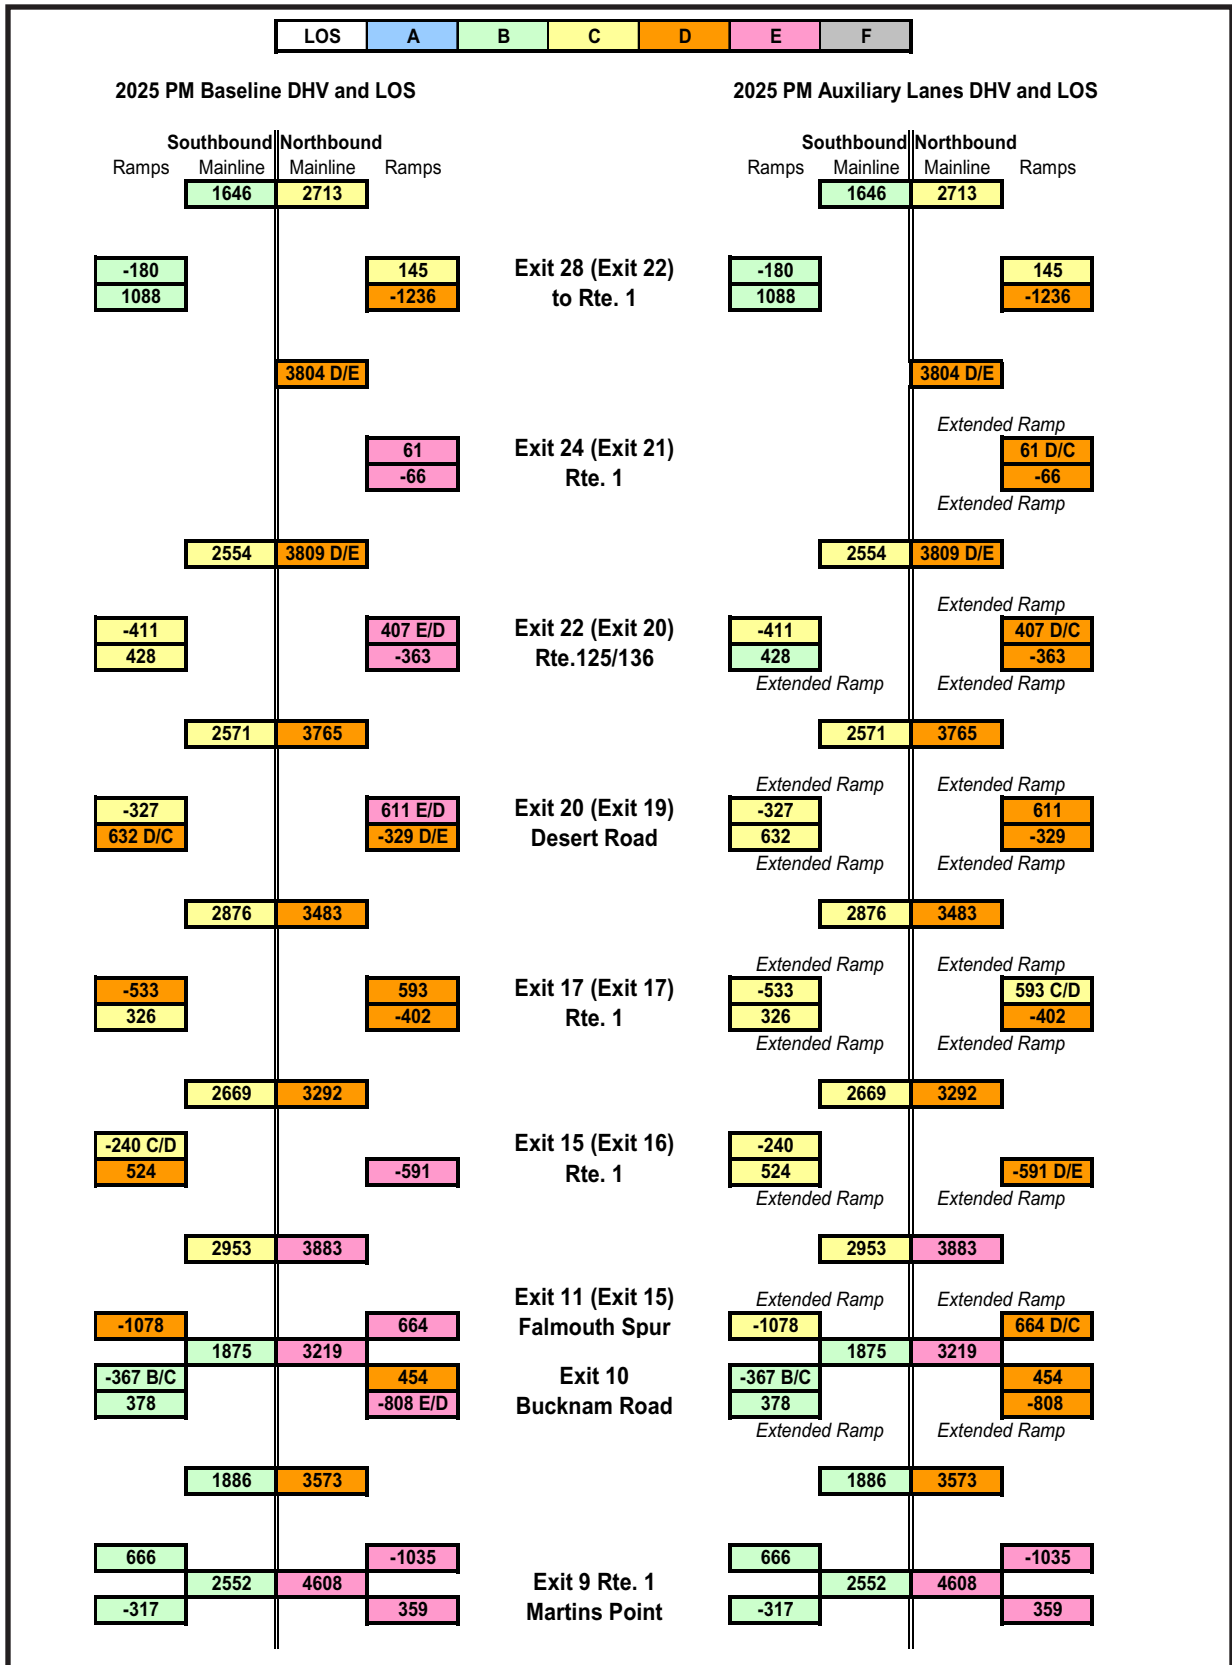 LOS A B C D E F
2025 PM Baseline DHV and LOS 2025 PM Auxiliary Lanes DHV and LOS
Southbound Northbound Southbound Northbound
Ramps Mainline Mainline Ramps Ramps Mainline Mainline Ramps
1646 2713 1646 2713
-180 145 Exit 28 (Exit 22) -180 145
1088 -1236 to Rte. 1 1088 -1236
3804 D/E 3804 D/E
Extended Ramp
61 Exit 24 (Exit 21) 61 D/C
-66 Rte. 1 -66
Extended Ramp
2554 3809 D/E 2554 3809 D/E
Extended Ramp
-411 407 E/D Exit 22 (Exit 20) -411 407 D/C
428 -363 Rte.125/136 428 -363
Extended Ramp Extended Ramp
2571 3765 2571 3765
Extended Ramp Extended Ramp
-327 611 E/D Exit 20 (Exit 19) -327 611
632 D/C -329 D/E Desert Road 632 -329
Extended Ramp Extended Ramp
2876 3483 2876 3483
Extended Ramp Extended Ramp
-533 593 Exit 17 (Exit 17) -533 593 C/D
326 -402 Rte. 1 326 -402
Extended Ramp Extended Ramp
2669 3292 2669 3292
-240 C/D Exit 15 (Exit 16) -240
524 -591 Rte. 1 524 -591 D/E
Extended Ramp Extended Ramp
2953 3883 2953 3883
Exit 11 (Exit 15) Extended Ramp Extended Ramp
-1078 664 Falmouth Spur -1078 664 D/C
1875 3219 1875 3219
-367 B/C 454 Exit 10 -367 B/C 454
378 -808 E/D Bucknam Road 378 -808
Extended Ramp Extended Ramp
1886 3573 1886 3573
666 -1035 666 -1035
2552 4608 Exit 9 Rte. 1 2552 4608
-317 359 Martins Point -317 359